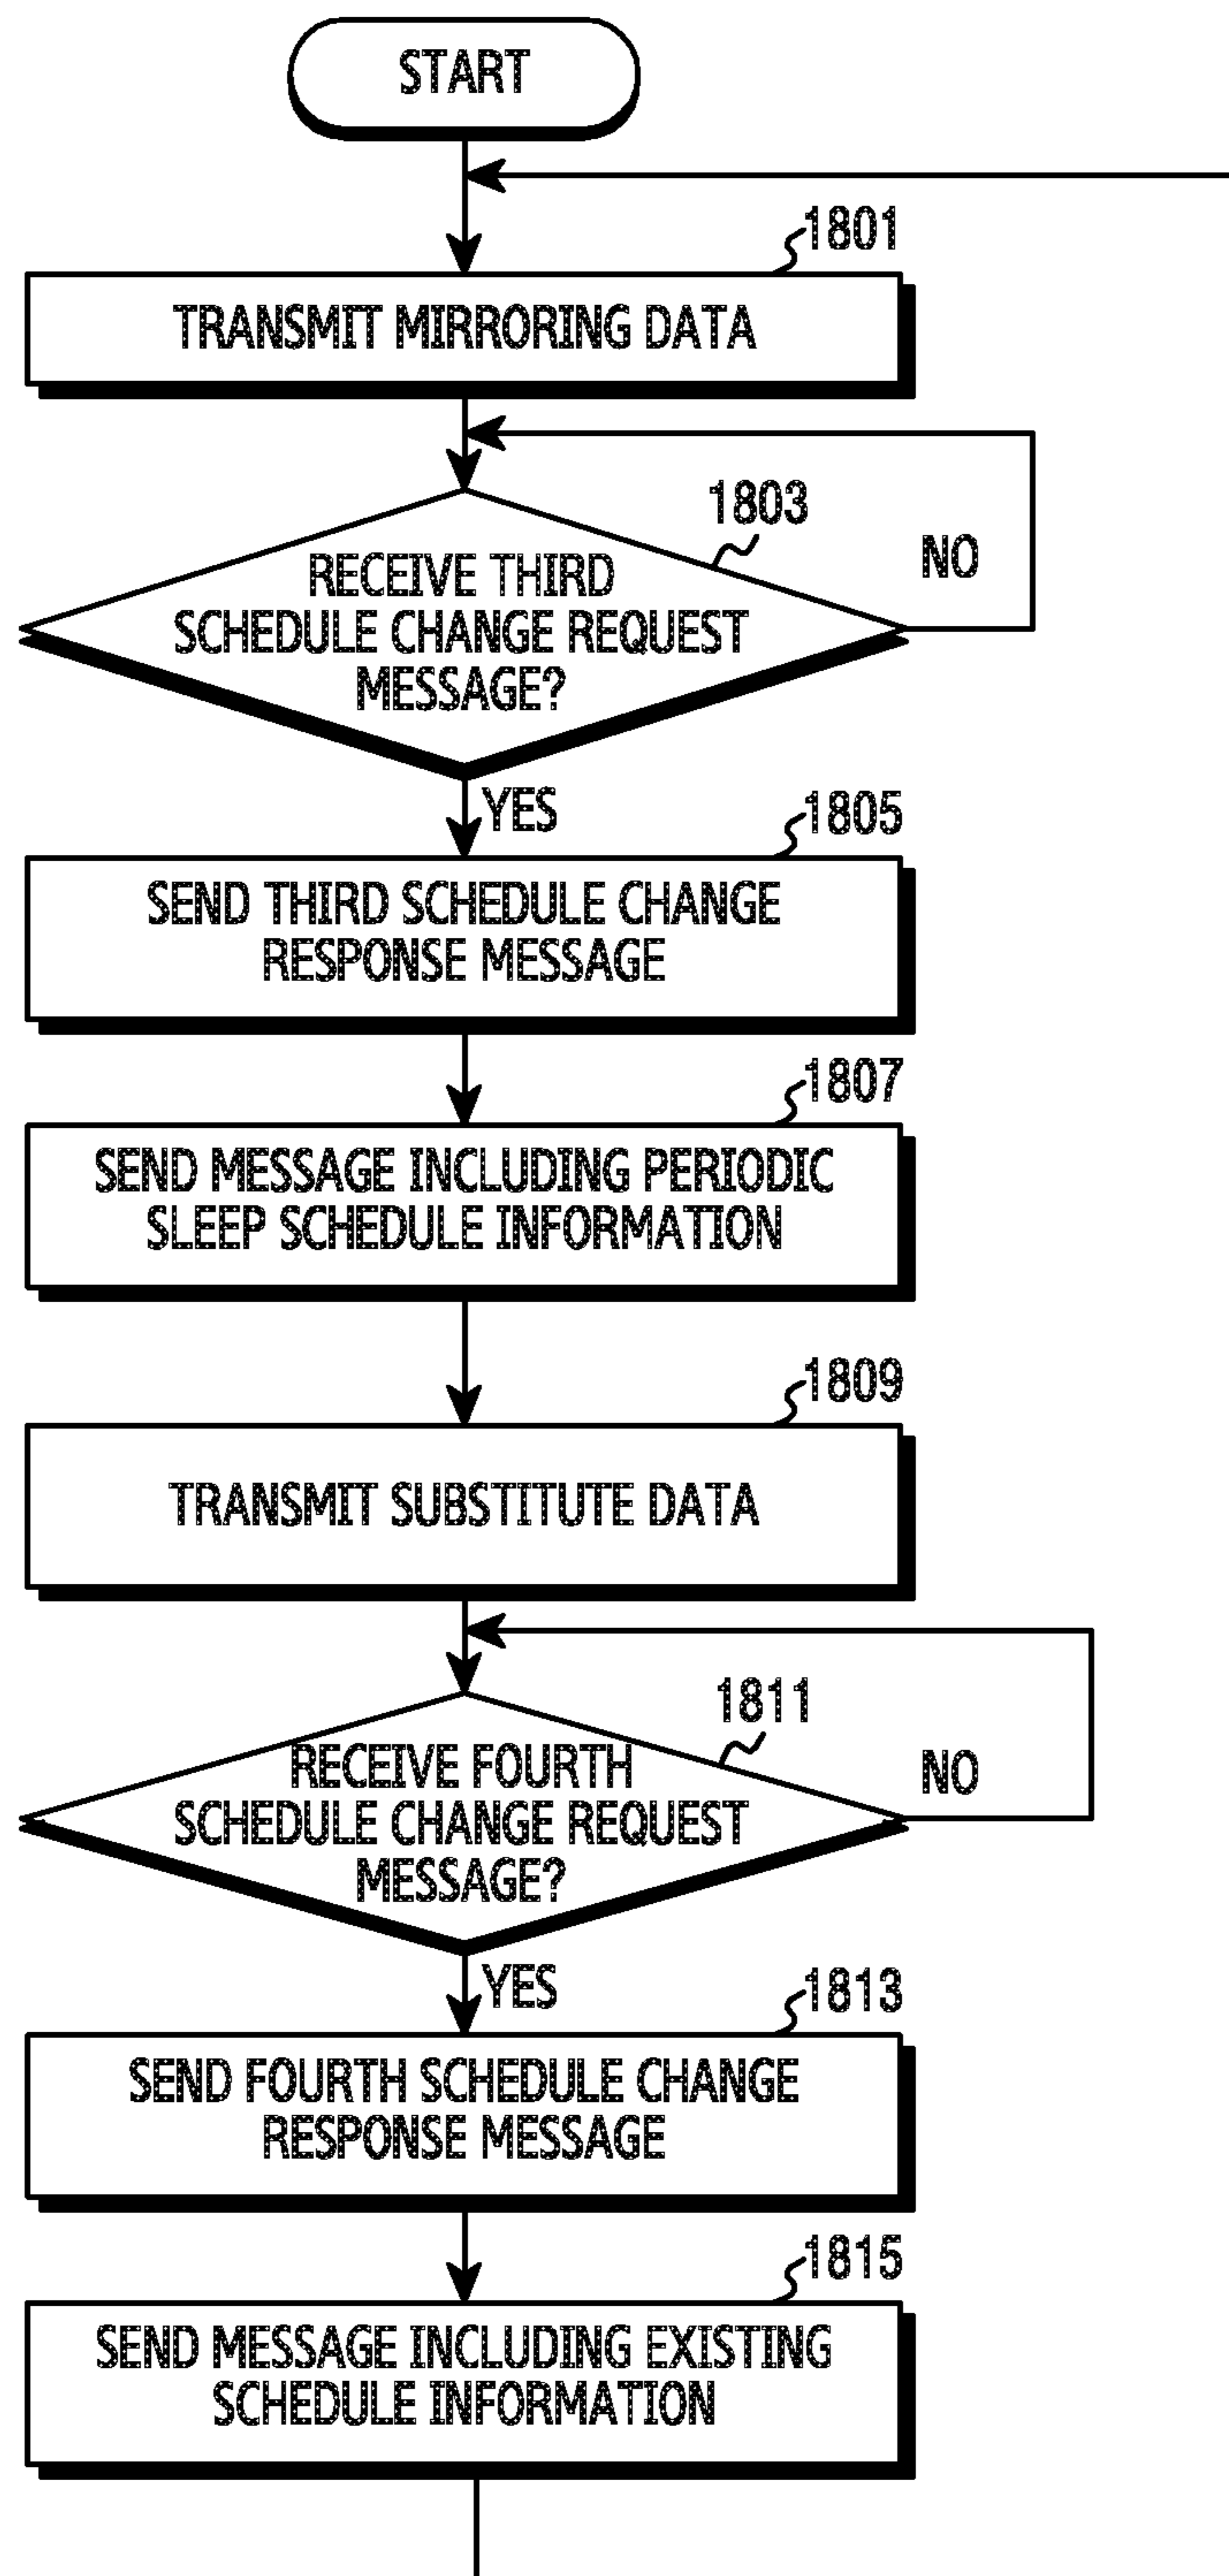 START
1801
TRANSMIT MIRRORING DATA
1803
NO
RECEIVE THIRD
SCHEDULE CHANGE REQUEST
MESSAGE?
YES
1805
SEND THIRD SCHEDULE CHANGE
RESPONSE MESSAGE
1807
SEND MESSAGE INCLUDING PERIODIC
SLEEP SCHEDULE INFORMATION
1809
TRANSMIT SUBSTITUTE DATA
1811
NO
RECEIVE FOURTH
SCHEDULE CHANGE REQUEST
MESSAGE?
YES
1813
SEND FOURTH SCHEDULE CHANGE
RESPONSE MESSAGE
1815
SEND MESSAGE INCLUDING EXISTING
SCHEDULE INFORMATION